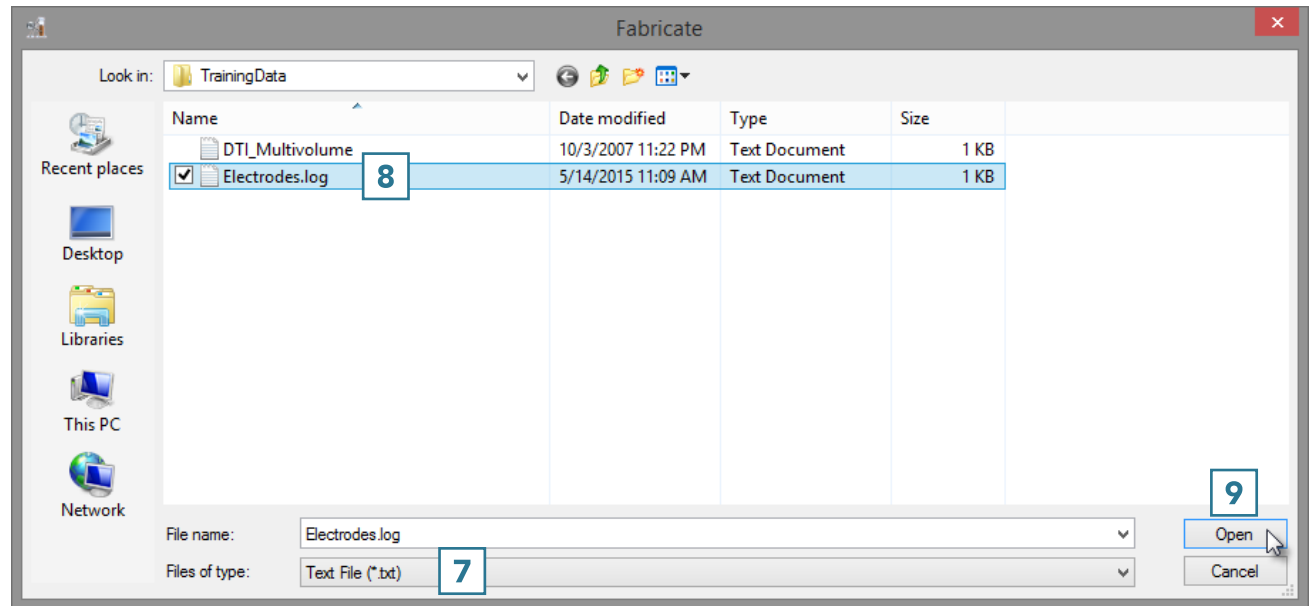 Fabricate
Look in: TrainingData
Name Date modified Type Size
DTI_Multivolume 10/3/2007 11:22 PM Text Document 1 KB
Electrodes.log 8 5/14/2015 11:09 AM Text Document 1 KB
Recent places
Desktop
Libraries
This PC
Network
9
File name: Electrodes.log Open
Files of type: Text File (*.txt) 7 Cancel